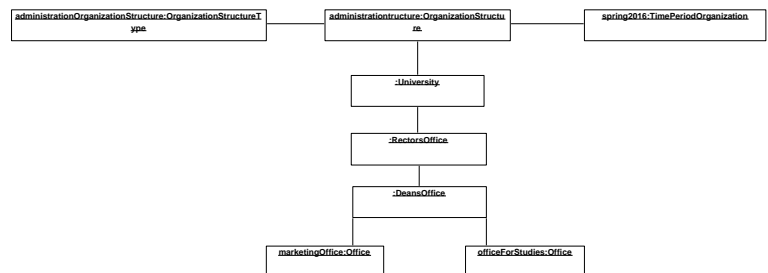 administrationOrganizationStructure:OrganizationStructureT
ype
administrationtructure:OrganizationStructu
re
spring2016:TimePeriodOrganization
:University
:RectorsOffice
:DeansOffice
marketingOffice:Office
officeForStudies:Office